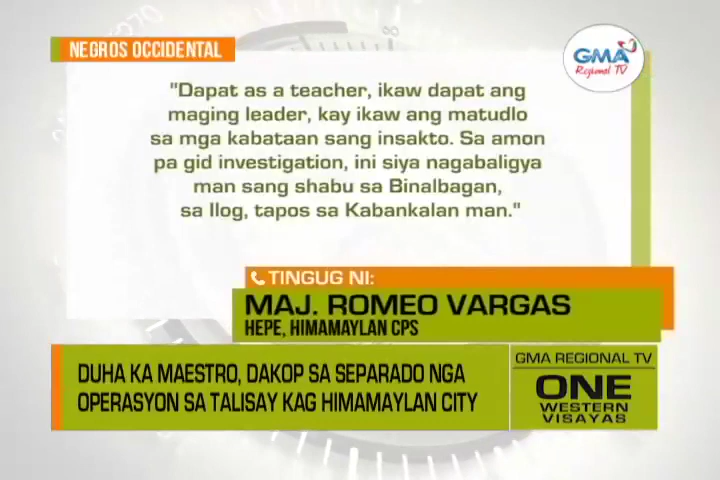 NEGROS OCCIDENTAL
GMA
Regional TV
"Dapat as a teacher, ikaw dapat ang
maging leader, kay ikaw ang matudlo
sa mga kabataan sang insakto. Sa amon
pa gid investigation, ini siya nagabaligya
man sang shabu sa Binalbagan,
sa Ilog, tapos sa Kabankalan man."
TINGUG NI:
MAJ. ROMEO VARGAS
HEPE, HIMAMAYLAN CPS
DUHA KA MAESTRO, DAKOP SA SEPARADO NGA
OPERASYON SA TALISAY KAG HIMAMAYLAN CITY
GMA REGIONAL TV
ONE
WESTERN
VISAYAS